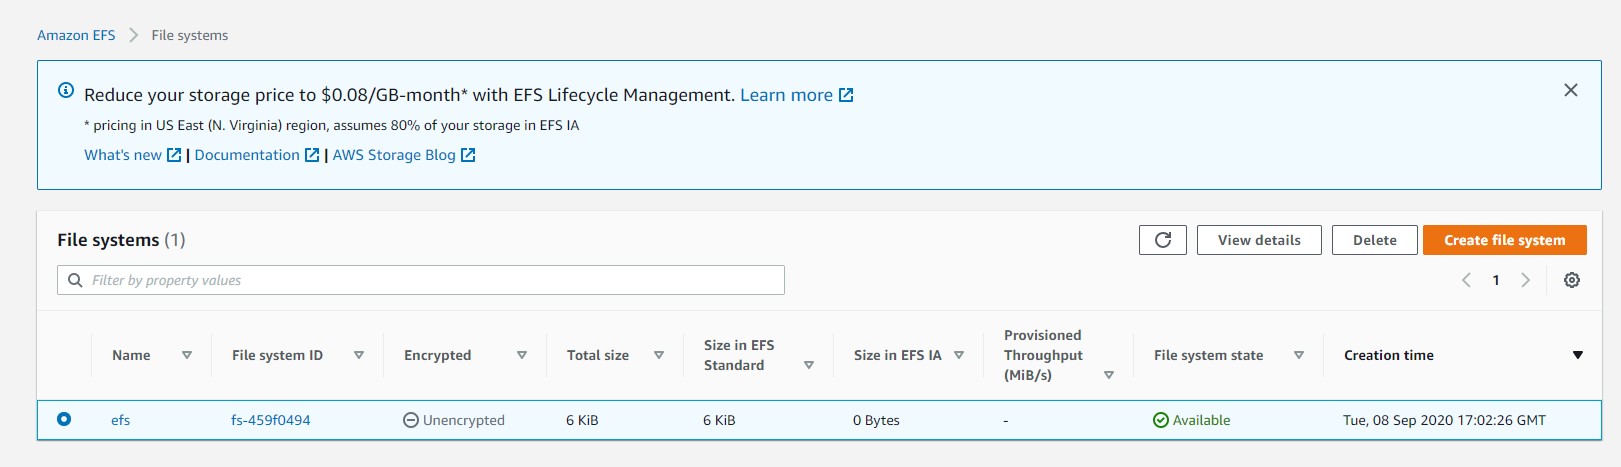 Amazon EFS > File systems
Reduce your storage price to $0.08/GB-month* with EFS Lifecycle Management. Learn more
* pricing in US East (N. Virginia) region, assumes 80% of your storage in EFS IA
What's new | Documentation | AWS Storage Blog
File systems (1)
View details Delete Create file system
Filter by property values
1
Name File system ID Encrypted Total size Size in EFS Standard Size in EFS IA Provisioned Throughput (MiB/s) File system state Creation time
efs fs-459f0494 Unencrypted 6 KiB 6 KiB 0 Bytes - Available Tue, 08 Sep 2020 17:02:26 GMT